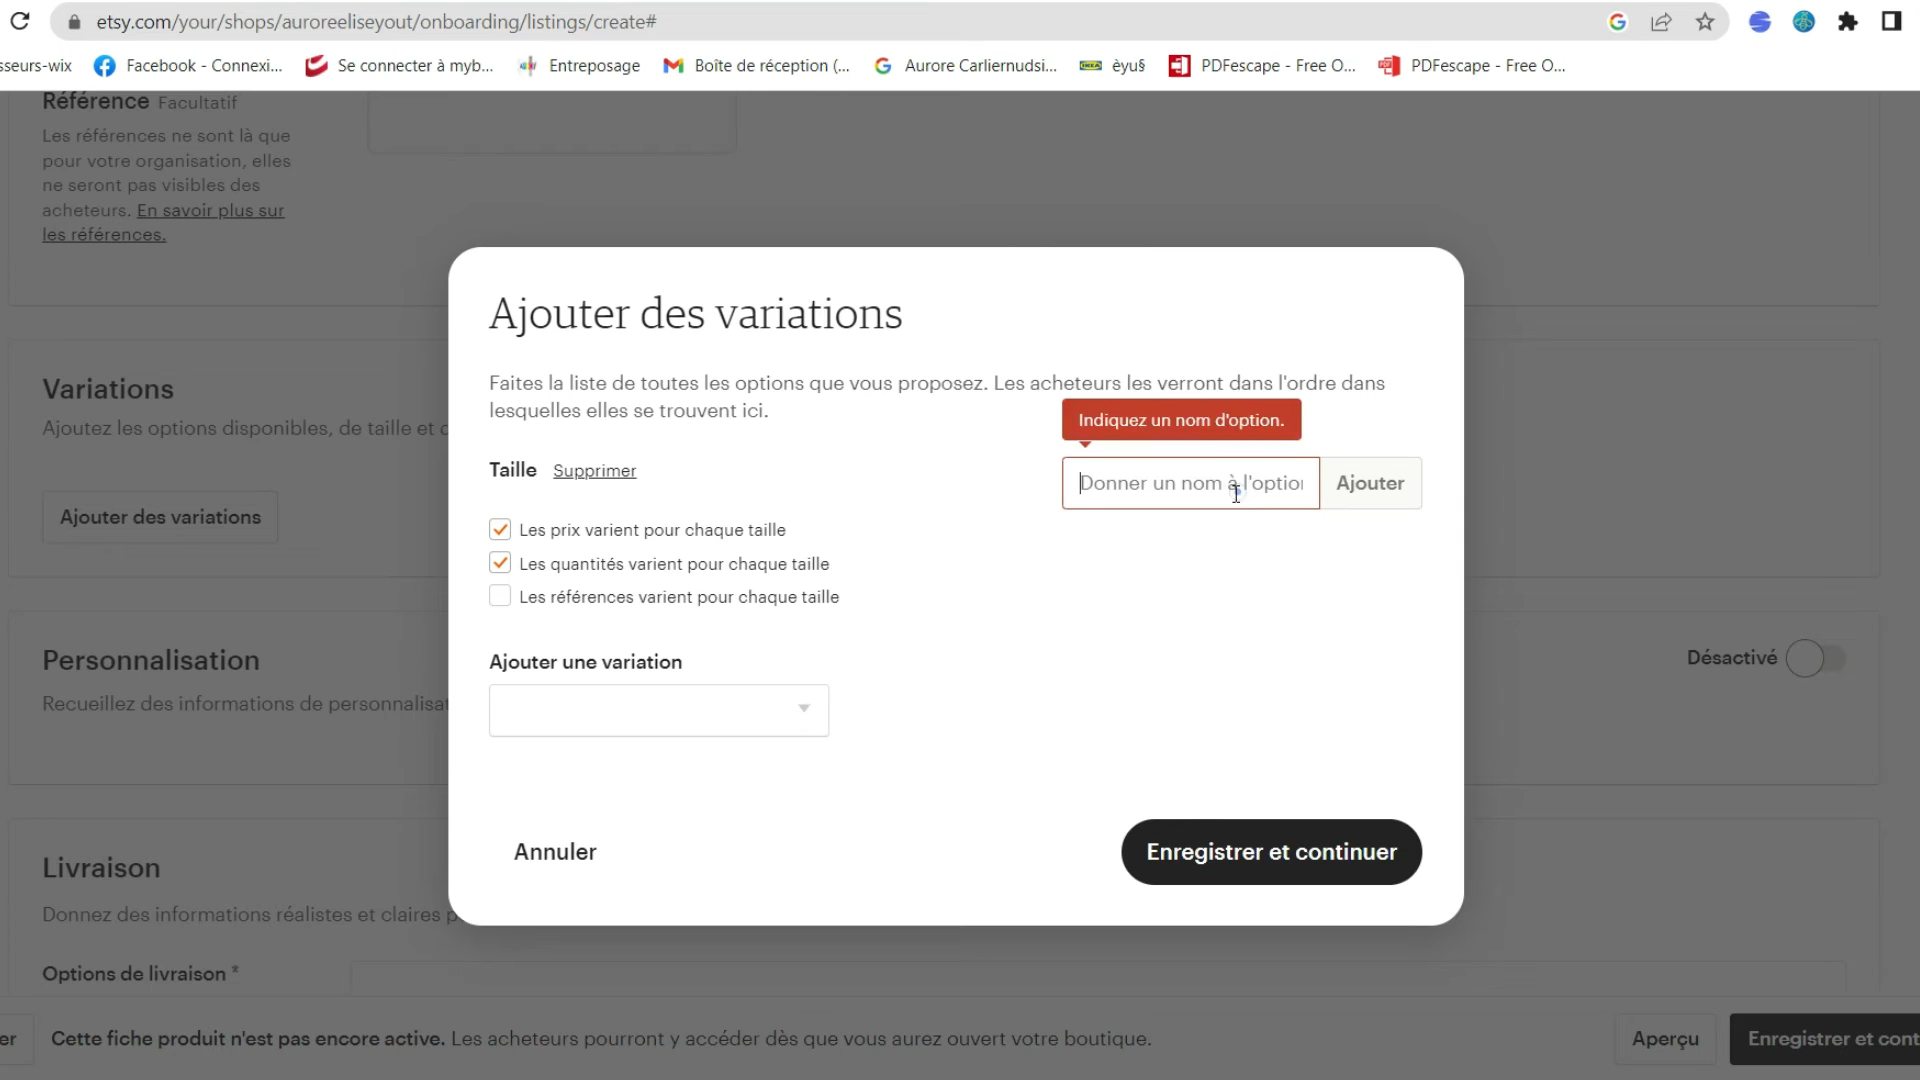 etsy.com/your/shops/auroreeliseyout/onboarding/listings/create#
sseurs-wix
Facebook - Connexi...
Se connecter à myb...
Entreposage
Boîte de réception (...
Aurore Carliernudsi...
IKEA
èyu§
PDFescape - Free O...
PDFescape - Free O...
Référence Facultatif
Les références ne sont là que
pour votre organisation, elles
ne seront pas visibles des
acheteurs. En savoir plus sur
les références.
Ajouter des variations
Faites la liste de toutes les options que vous proposez. Les acheteurs les verront dans l'ordre dans
lesquelles elles se trouvent ici.
Indiquez un nom d'option.
Taille Supprimer
Donner un nom à l'option
Ajouter
Les prix varient pour chaque taille
Les quantités varient pour chaque taille
Les références varient pour chaque taille
Ajouter une variation
Annuler
Enregistrer et continuer
Variations
Ajoutez les options disponibles, de taille et c
Ajouter des variations
Personnalisation
Recueillez des informations de personnalisat
Désactivé
Livraison
Donnez des informations réalistes et claires p
Options de livraison *
er
Cette fiche produit n'est pas encore active. Les acheteurs pourront y accéder dès que vous aurez ouvert votre boutique.
Aperçu
Enregistrer et cont